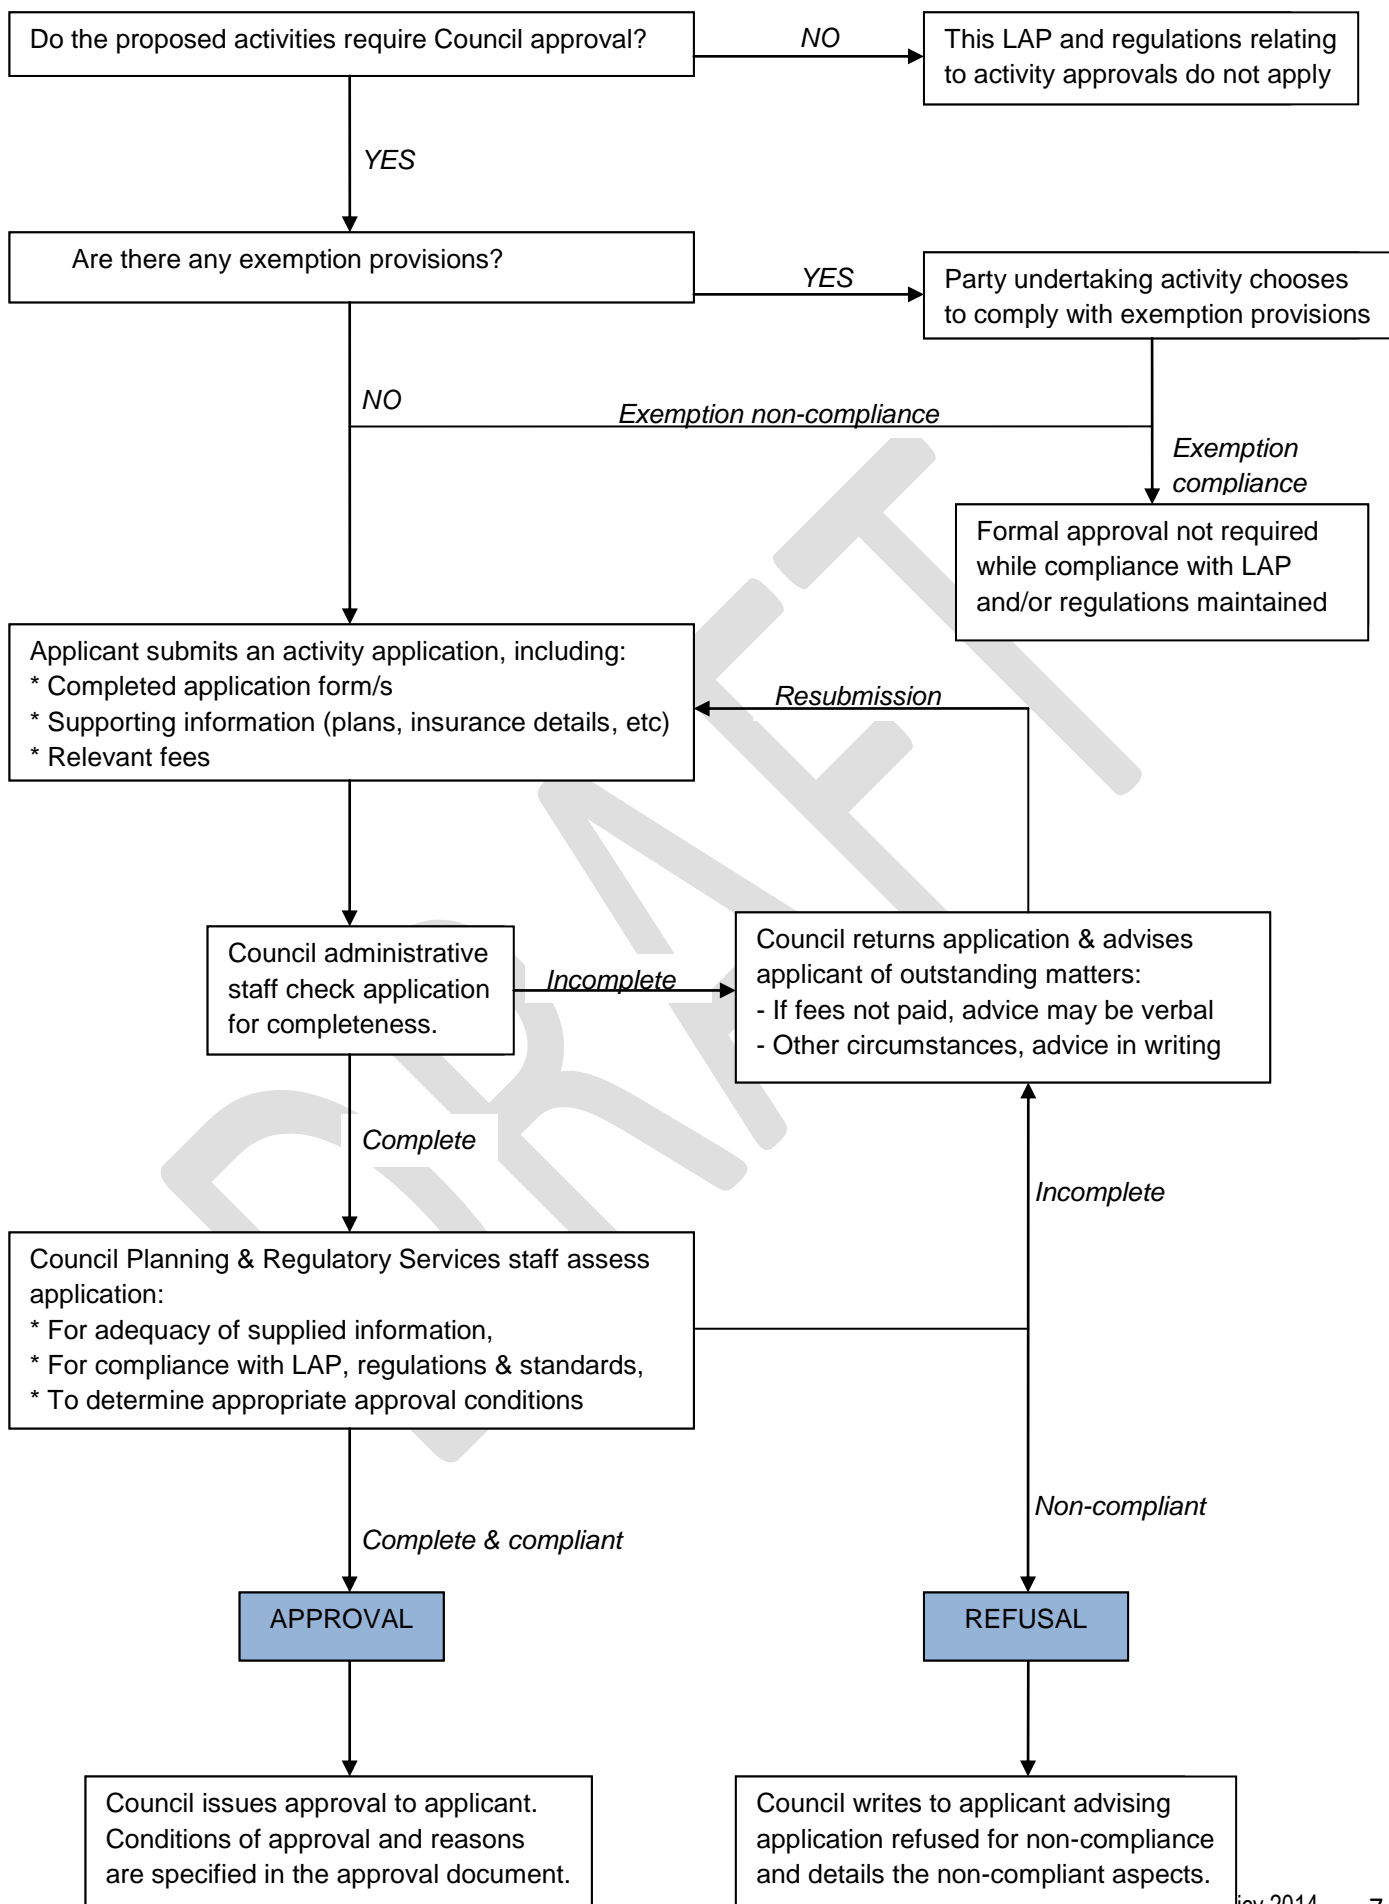 Do the proposed activities require Council approval?
NO
This LAP and regulations relating
to activity approvals do not apply
YES
Are there any exemption provisions?
YES
Party undertaking activity chooses
to comply with exemption provisions
NO
Exemption non-compliance
Exemption
compliance
Formal approval not required
while compliance with LAP
and/or regulations maintained
Applicant submits an activity application, including:
* Completed application form/s
* Supporting information (plans, insurance details, etc)
* Relevant fees
Resubmission
DRAFT
Council administrative
staff check application
for completeness.
Incomplete
Council returns application & advises
applicant of outstanding matters:
- If fees not paid, advice may be verbal
- Other circumstances, advice in writing
Complete
Incomplete
Council Planning & Regulatory Services staff assess
application:
* For adequacy of supplied information,
* For compliance with LAP, regulations & standards,
* To determine appropriate approval conditions
Non-compliant
Complete & compliant
APPROVAL
REFUSAL
Council issues approval to applicant.
Conditions of approval and reasons
are specified in the approval document.
Council writes to applicant advising
application refused for non-compliance
and details the non-compliant aspects.
2014 7